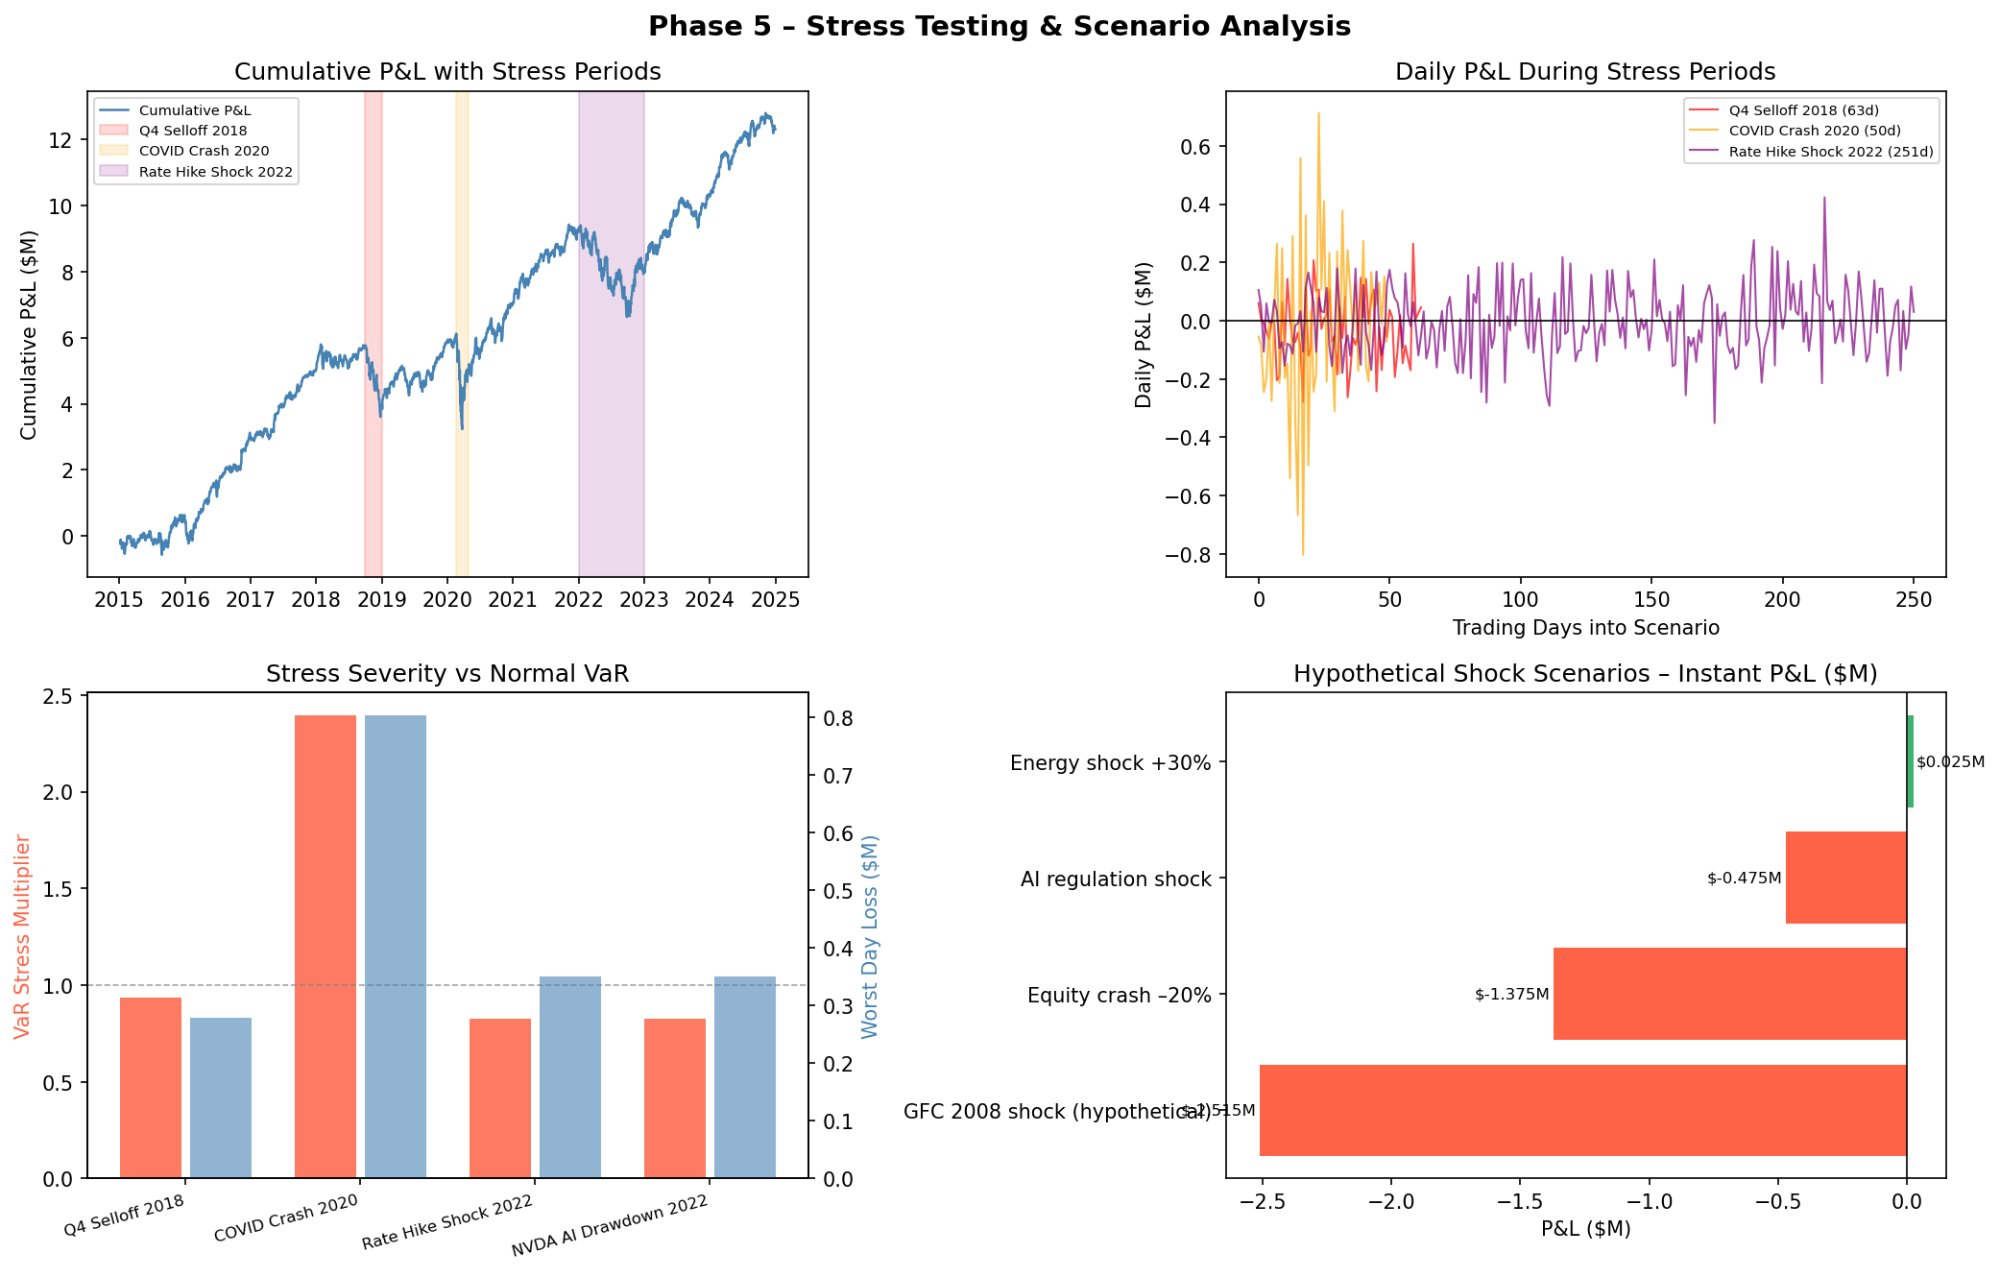 Phase 5 – Stress Testing & Scenario Analysis
Cumulative P&L with Stress Periods
Cumulative P&L
Q4 Selloff 2018
COVID Crash 2020
Rate Hike Shock 2022
Cumulative P&L ($M)
12
10
8
6
4
2
0
2015 2016 2017 2018 2019 2020 2021 2022 2023 2024 2025
Daily P&L During Stress Periods
Q4 Selloff 2018 (63d)
COVID Crash 2020 (50d)
Rate Hike Shock 2022 (251d)
Daily P&L ($M)
0.6
0.4
0.2
0.0
−0.2
−0.4
−0.6
−0.8
0 50 100 150 200 250
Trading Days into Scenario
Stress Severity vs Normal VaR
VaR Stress Multiplier
2.5
2.0
1.5
1.0
0.5
0.0
0.8
0.7
0.6
0.5
0.4
0.3
0.2
0.1
0.0
Worst Day Loss ($M)
Q4 Selloff 2018
COVID Crash 2020
Rate Hike Shock 2022
NVDA AI Drawdown 2022
Hypothetical Shock Scenarios – Instant P&L ($M)
Energy shock +30%
$0.025M
AI regulation shock
$-0.475M
Equity crash –20%
$-1.375M
GFC 2008 shock (hypothetical)
$-2.515M
−2.5 −2.0 −1.5 −1.0 −0.5 0.0
P&L ($M)